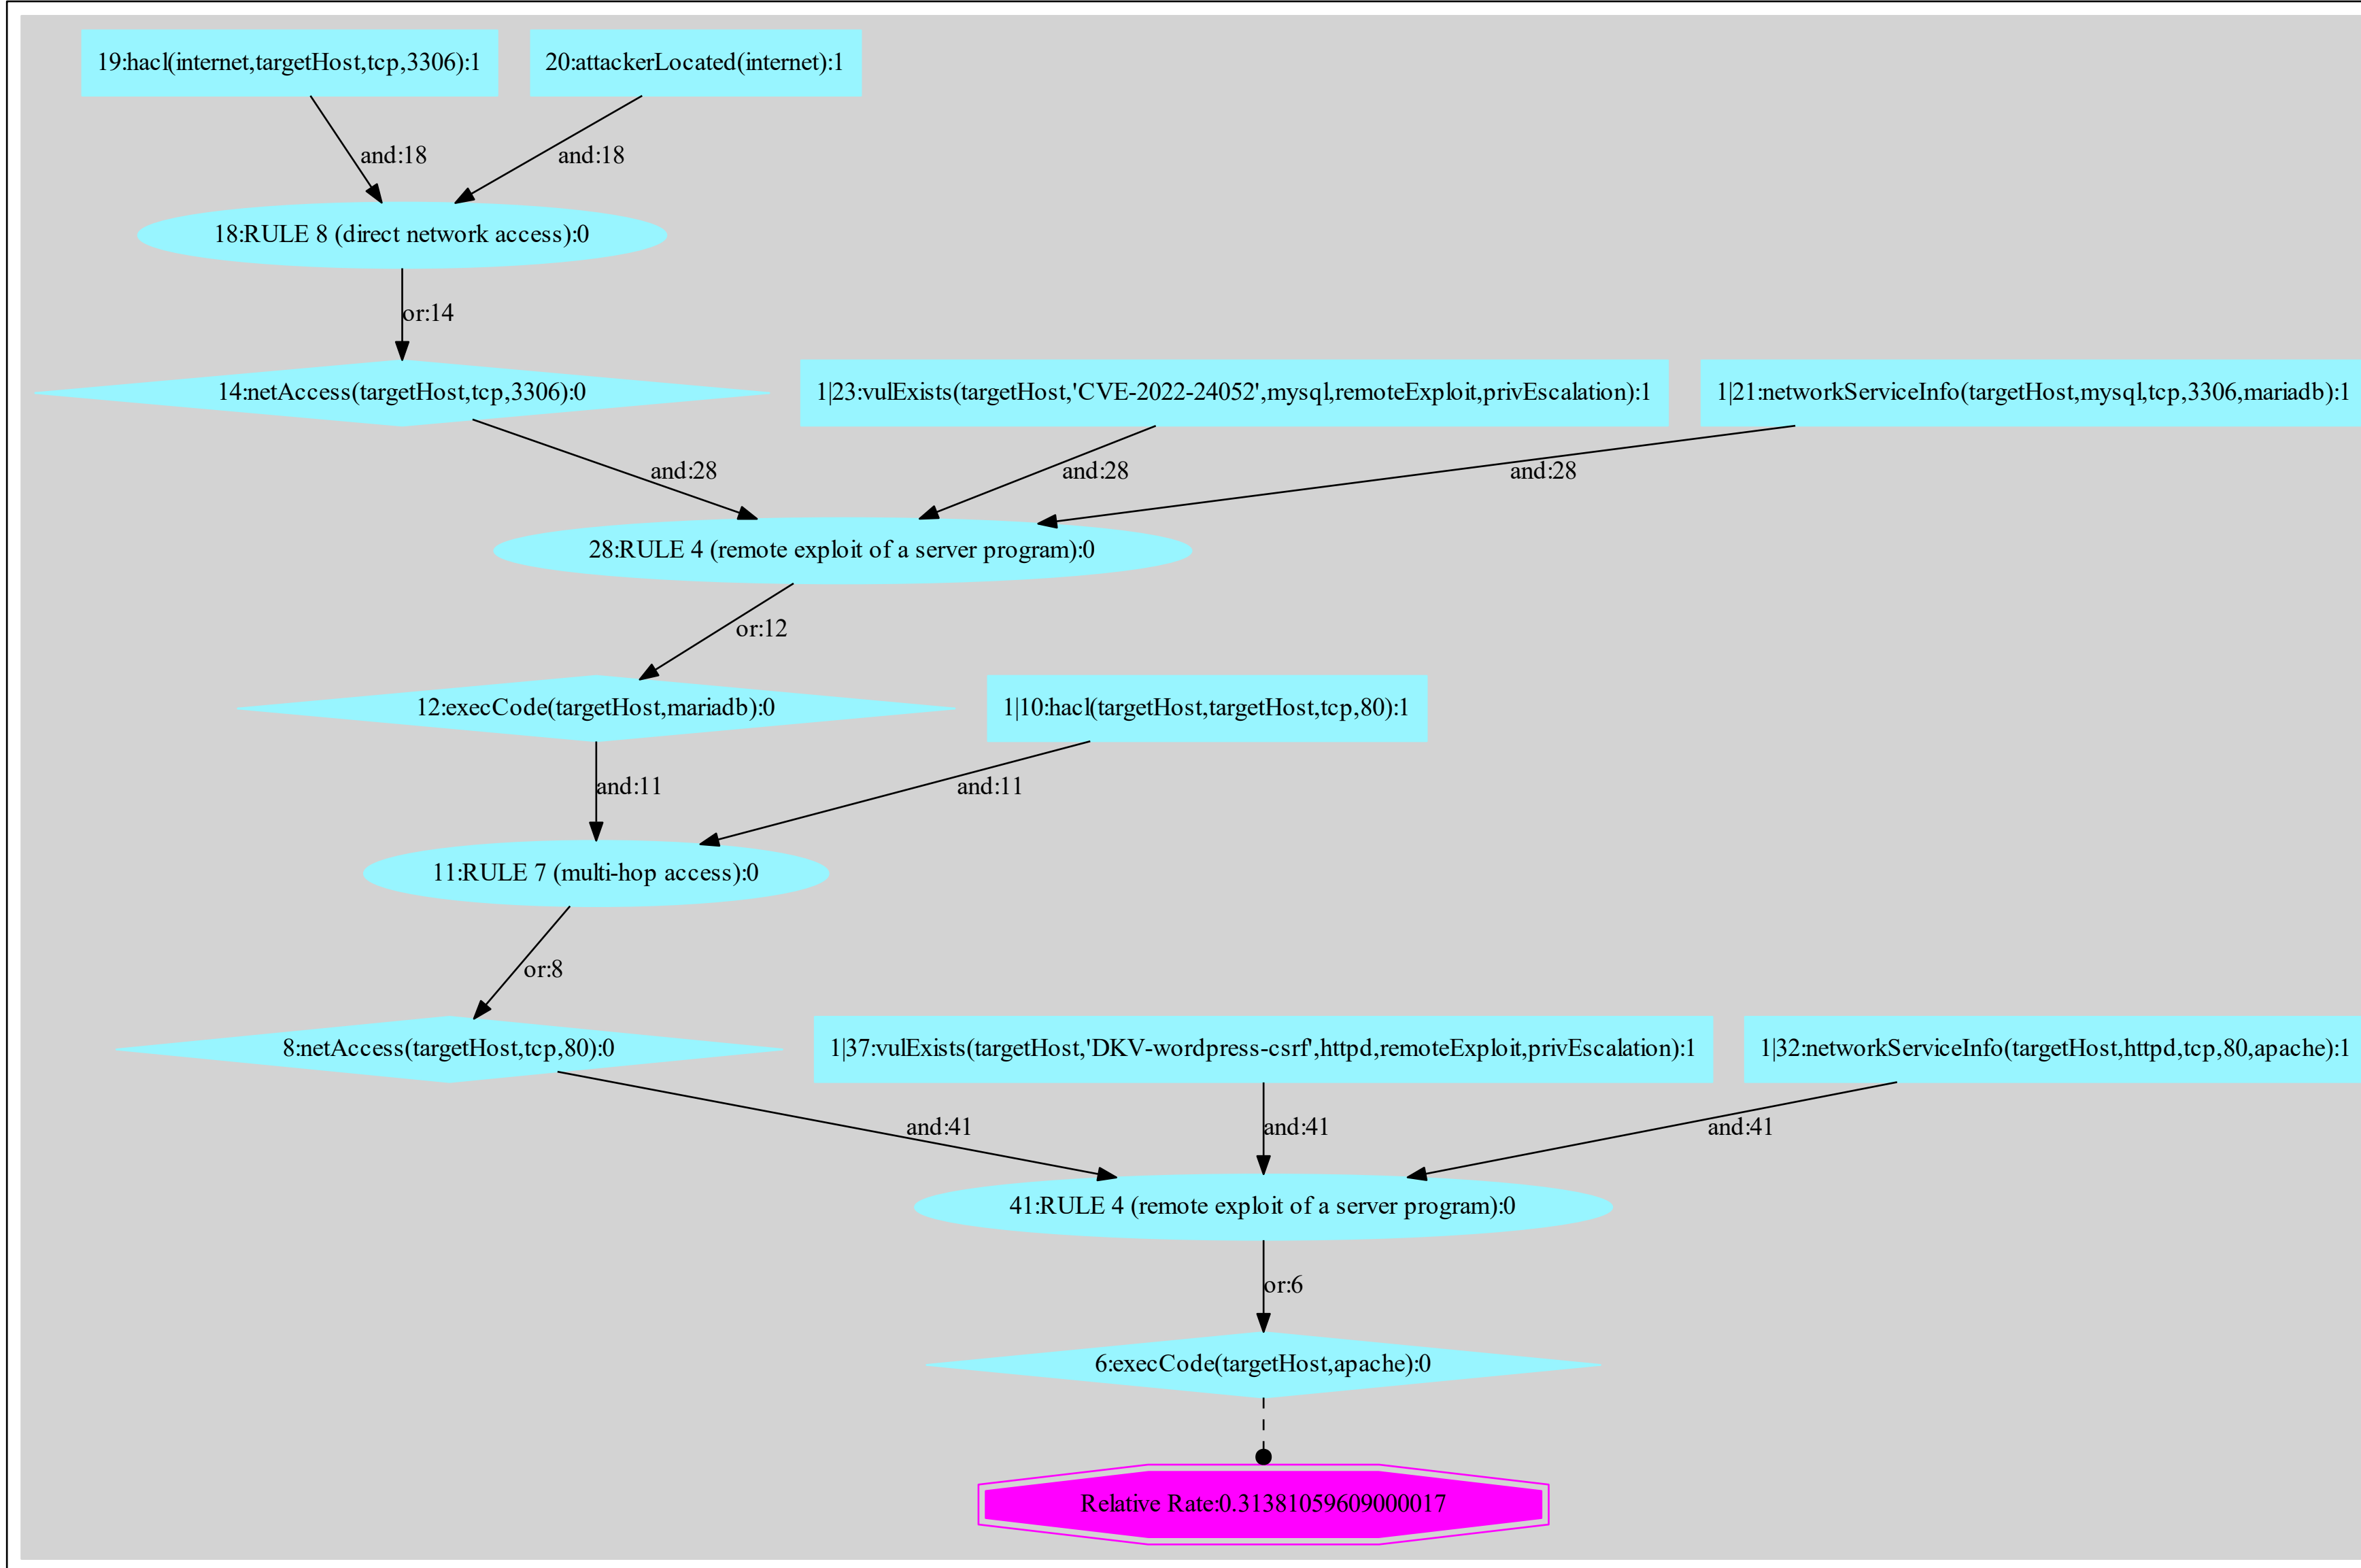 19:hacl(internet,targetHost,tcp,3306):1
20:attackerLocated(internet):1
and:18
and:18
18:RULE 8 (direct network access):0
or:14
14:netAccess(targetHost,tcp,3306):0
1|23:vulExists(targetHost,'CVE-2022-24052',mysql,remoteExploit,privEscalation):1
1|21:networkServiceInfo(targetHost,mysql,tcp,3306,mariadb):1
and:28
and:28
and:28
28:RULE 4 (remote exploit of a server program):0
or:12
12:execCode(targetHost,mariadb):0
1|10:hacl(targetHost,targetHost,tcp,80):1
and:11
and:11
11:RULE 7 (multi-hop access):0
or:8
8:netAccess(targetHost,tcp,80):0
1|37:vulExists(targetHost,'DKV-wordpress-csrf',httpd,remoteExploit,privEscalation):1
1|32:networkServiceInfo(targetHost,httpd,tcp,80,apache):1
and:41
and:41
and:41
41:RULE 4 (remote exploit of a server program):0
or:6
6:execCode(targetHost,apache):0
Relative Rate:0.31381059609000017